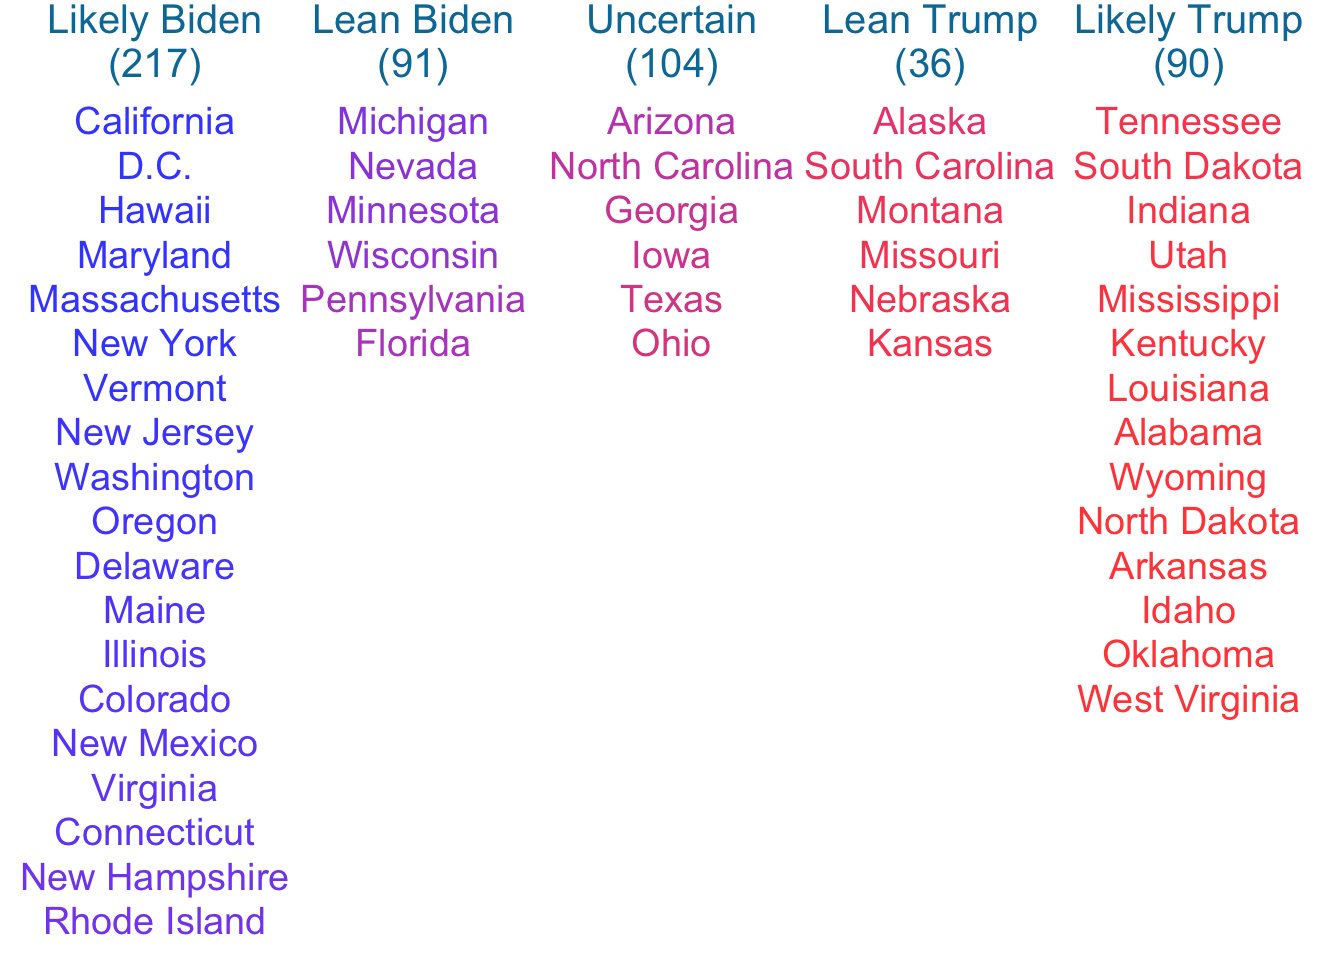 Likely Biden
(217)
California
D.C.
Hawaii
Maryland
Massachusetts
New York
Vermont
New Jersey
Washington
Oregon
Delaware
Maine
Illinois
Colorado
New Mexico
Virginia
Connecticut
New Hampshire
Rhode Island
Lean Biden
(91)
Michigan
Nevada
Minnesota
Wisconsin
Pennsylvania
Florida
Uncertain
(104)
Arizona
North Carolina
Georgia
Iowa
Texas
Ohio
Lean Trump
(36)
Alaska
South Carolina
Montana
Missouri
Nebraska
Kansas
Likely Trump
(90)
Tennessee
South Dakota
Indiana
Utah
Mississippi
Kentucky
Louisiana
Alabama
Wyoming
North Dakota
Arkansas
Idaho
Oklahoma
West Virginia